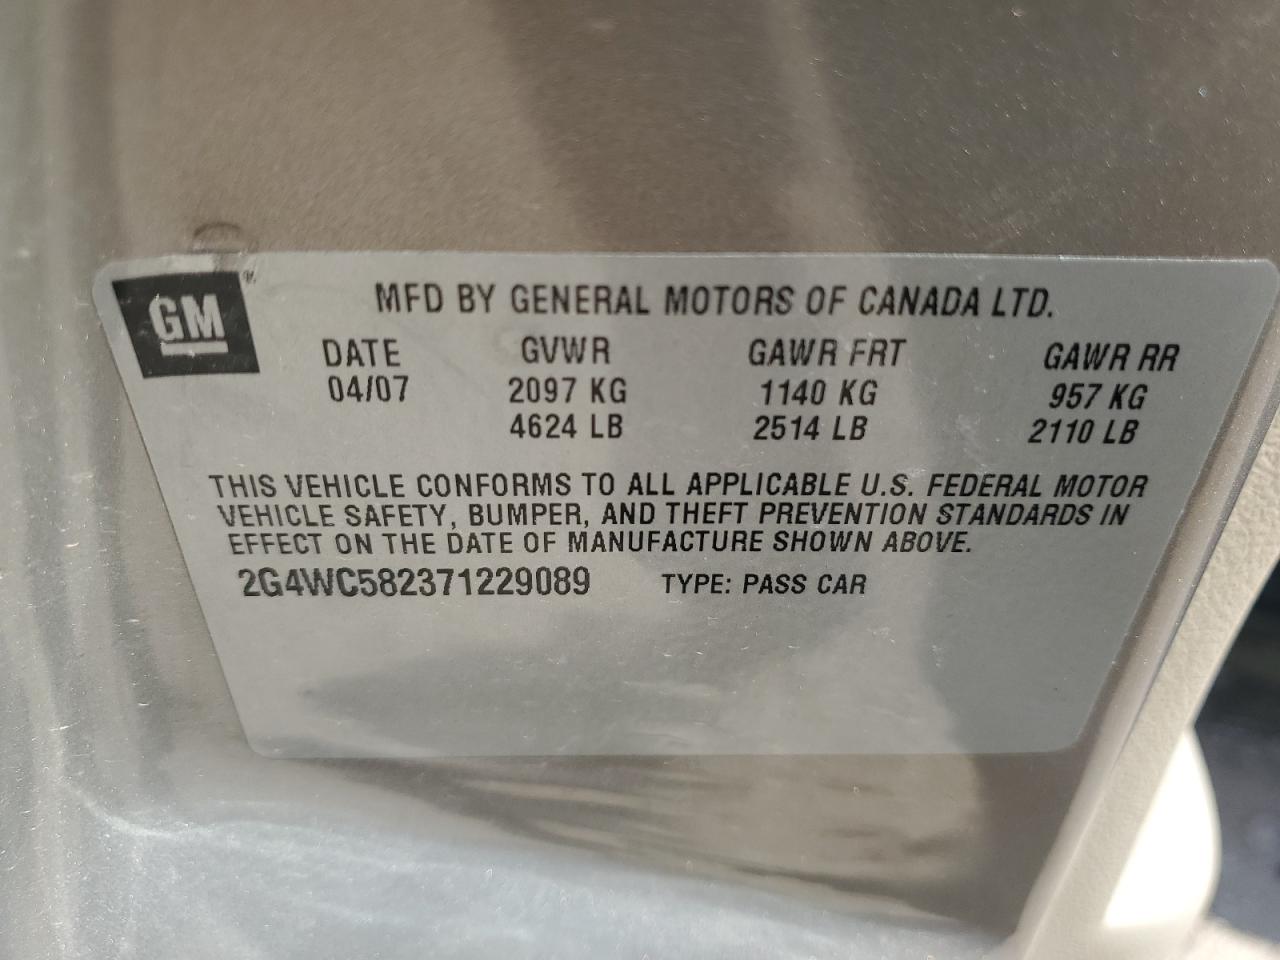 GM
MFD BY GENERAL MOTORS OF CANADA LTD.
DATE GVWR GAWR FRT GAWR RR
04/07 2097 KG 1140 KG 957 KG
4624 LB 2514 LB 2110 LB
THIS VEHICLE CONFORMS TO ALL APPLICABLE U.S. FEDERAL MOTOR
VEHICLE SAFETY, BUMPER, AND THEFT PREVENTION STANDARDS IN
EFFECT ON THE DATE OF MANUFACTURE SHOWN ABOVE.
2G4WC582371229089 TYPE: PASS CAR